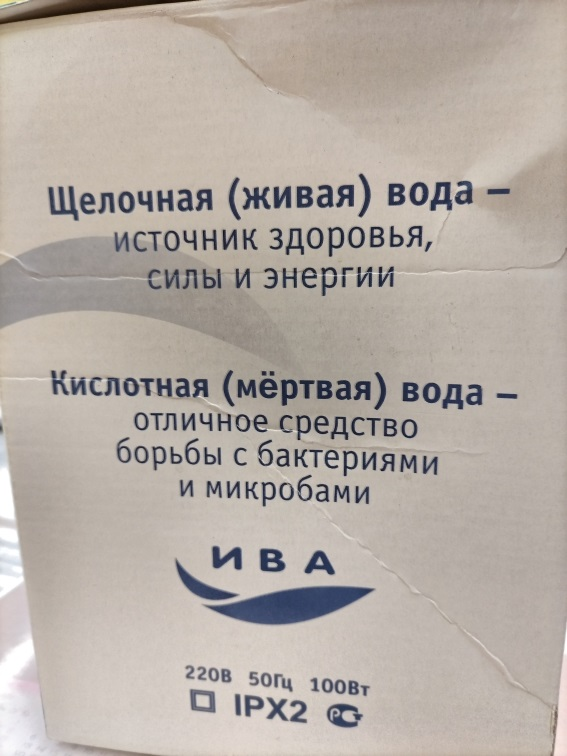 Щелочная (живая) вода –
источник здоровья,
силы и энергии
Кислотная (мёртвая) вода –
отличное средство
борьбы с бактериями
и микробами
ИВА
220В 50Гц 100Вт
IPX2 РСТ